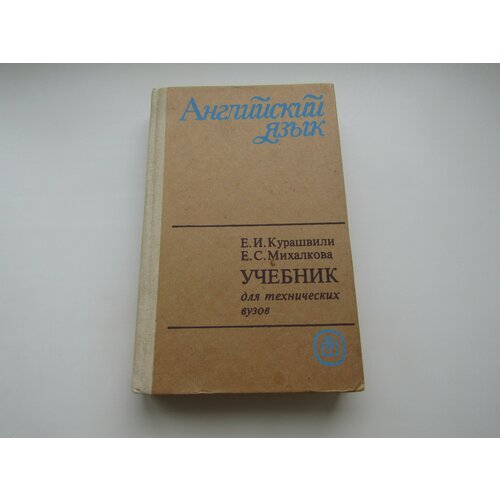 Английский
язык
Е.И.Курашвили
Е.С.Михалкова
УЧЕБНИК
для технических
вузов